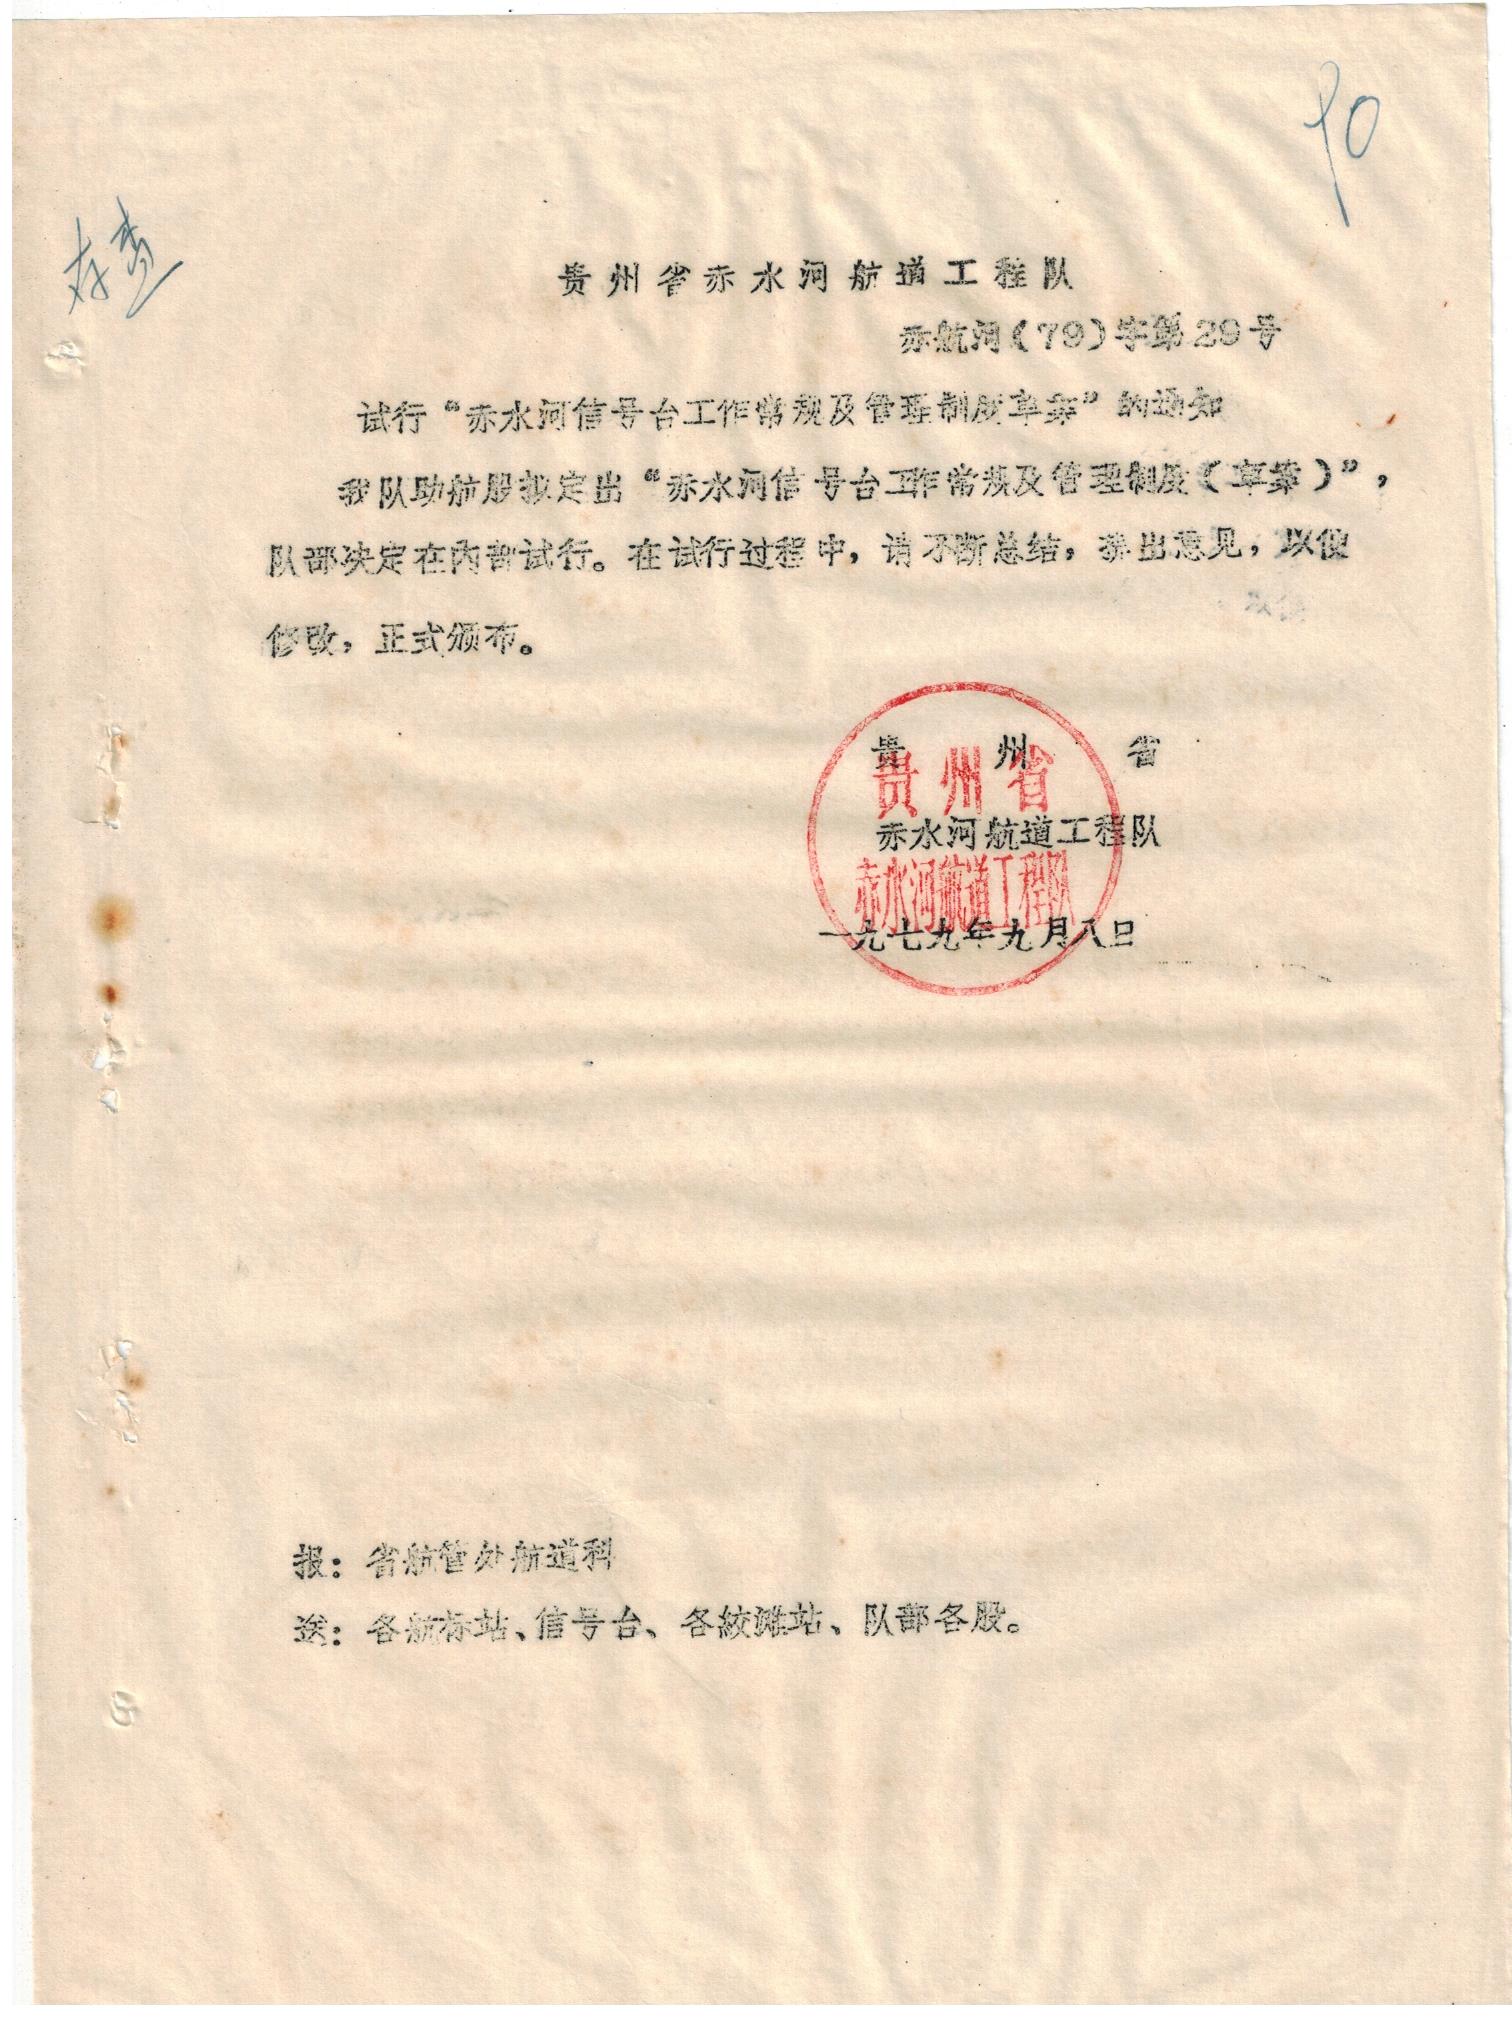 90
存查
贵州省赤水河航道工程队
赤航河(79)字第29号
试行“赤水河信号台工作常规及管理制度草案”的通知
我队助航股拟定出“赤水河信号台工作常规及管理制度(草案)”,
队部决定在内部试行。在试行过程中,请不断总结,提出意见,以便
修改,正式颁布。
贵州省
贵州省
赤水河航道工程队
赤水河航道工程队
一九七九年九月八日
报:省航管处航道科
送:各航标站、信号台、各绞滩站、队部各股。